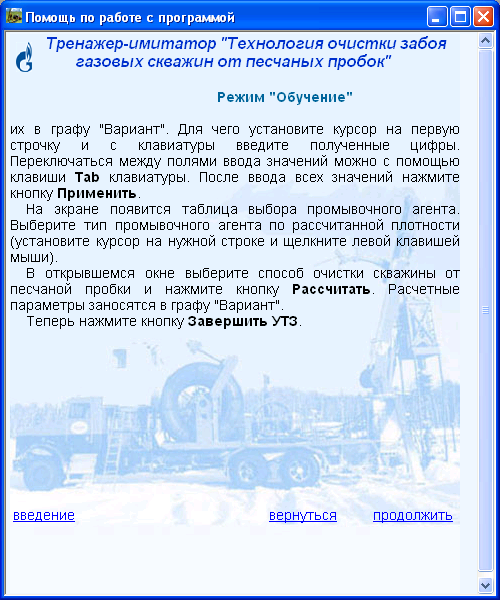 Помощь по работе с программой
Тренажер-имитатор "Технология очистки забоя
газовых скважин от песчаных пробок"
Режим "Обучение"
их в графу "Вариант". Для чего установите курсор на первую
строчку и с клавиатуры введите полученные цифры.
Переключаться между полями ввода значений можно с помощью
клавиши Tab клавиатуры. После ввода всех значений нажмите
кнопку Применить.
На экране появится таблица выбора промывочного агента.
Выберите тип промывочного агента по рассчитанной плотности
(установите курсор на нужной строке и щелкните левой клавишей
мыши).
В открывшемся окне выберите способ очистки скважины от
песчаной пробки и нажмите кнопку Рассчитать. Расчетные
параметры заносятся в графу "Вариант".
Теперь нажмите кнопку Завершить УТЗ.
введение вернуться продолжить